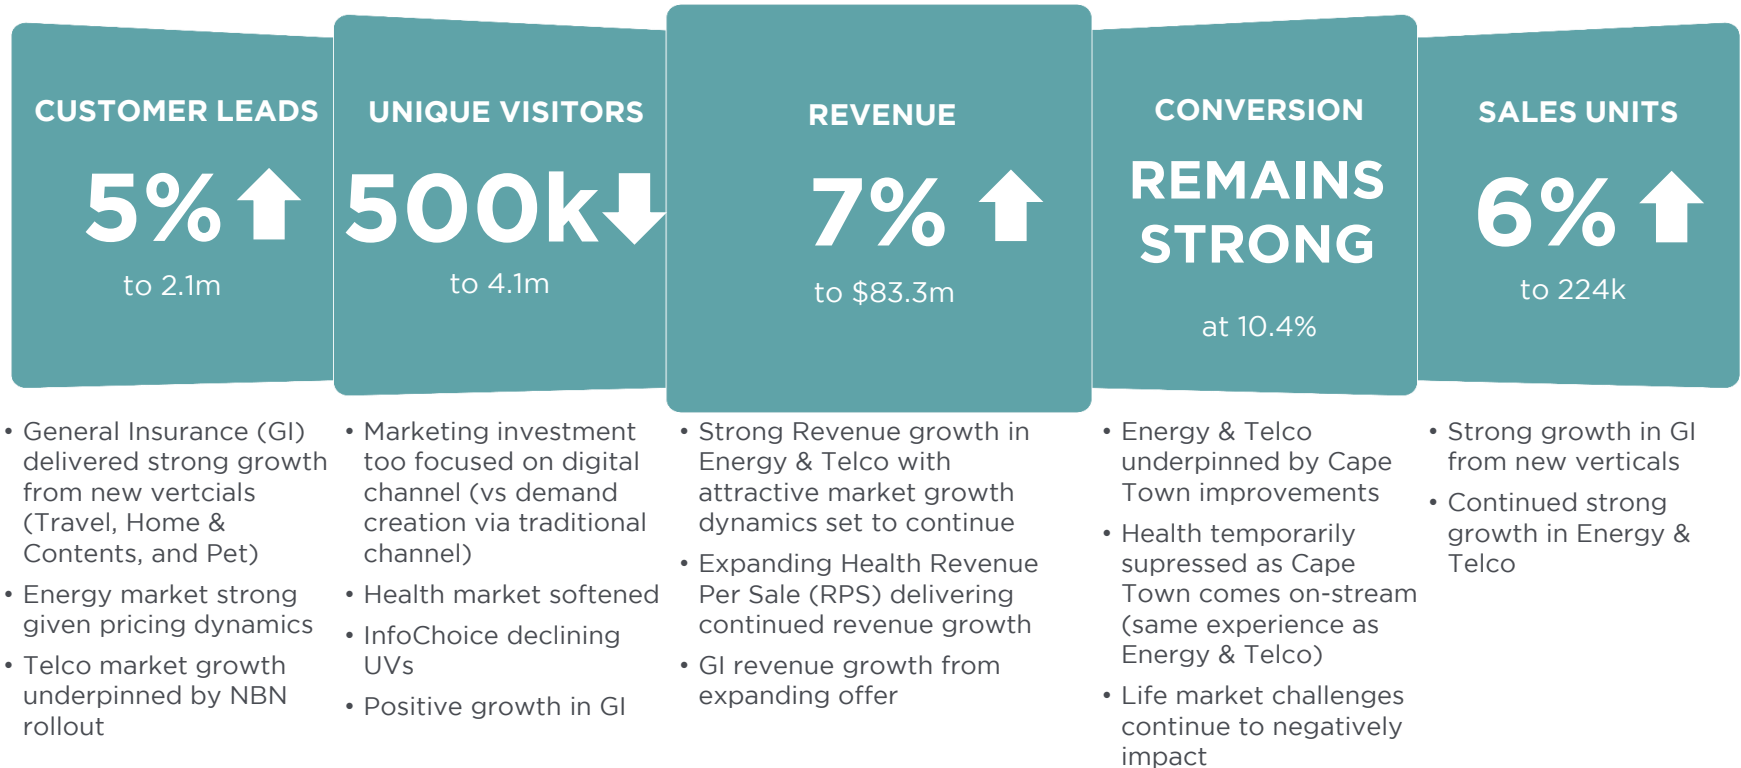 CUSTOMER LEADS
5%
to 2.1m
• General Insurance (GI)
delivered strong growth
from new vertcials
(Travel, Home &
Contents, and Pet)
• Energy market strong
given pricing dynamics
• Telco market growth
underpinned by NBN
rollout
UNIQUE VISITORS
500k
to 4.1m
• Marketing investment
too focused on digital
channel (vs demand
creation via traditional
channel)
• Health market softened
• InfoChoice declining
UVs
• Positive growth in GI
REVENUE
7%
to $83.3m
• Strong Revenue growth in
Energy & Telco with
attractive market growth
dynamics set to continue
• Expanding Health Revenue
Per Sale (RPS) delivering
continued revenue growth
• GI revenue growth from
expanding offer
CONVERSION
REMAINS
STRONG
at 10.4%
• Energy & Telco
underpinned by Cape
Town improvements
• Health temporarily
supressed as Cape
Town comes on-stream
(same experience as
Energy & Telco)
• Life market challenges
continue to negatively
impact
SALES UNITS
6%
to 224k
• Strong growth in GI
from new verticals
• Continued strong
growth in Energy &
Telco